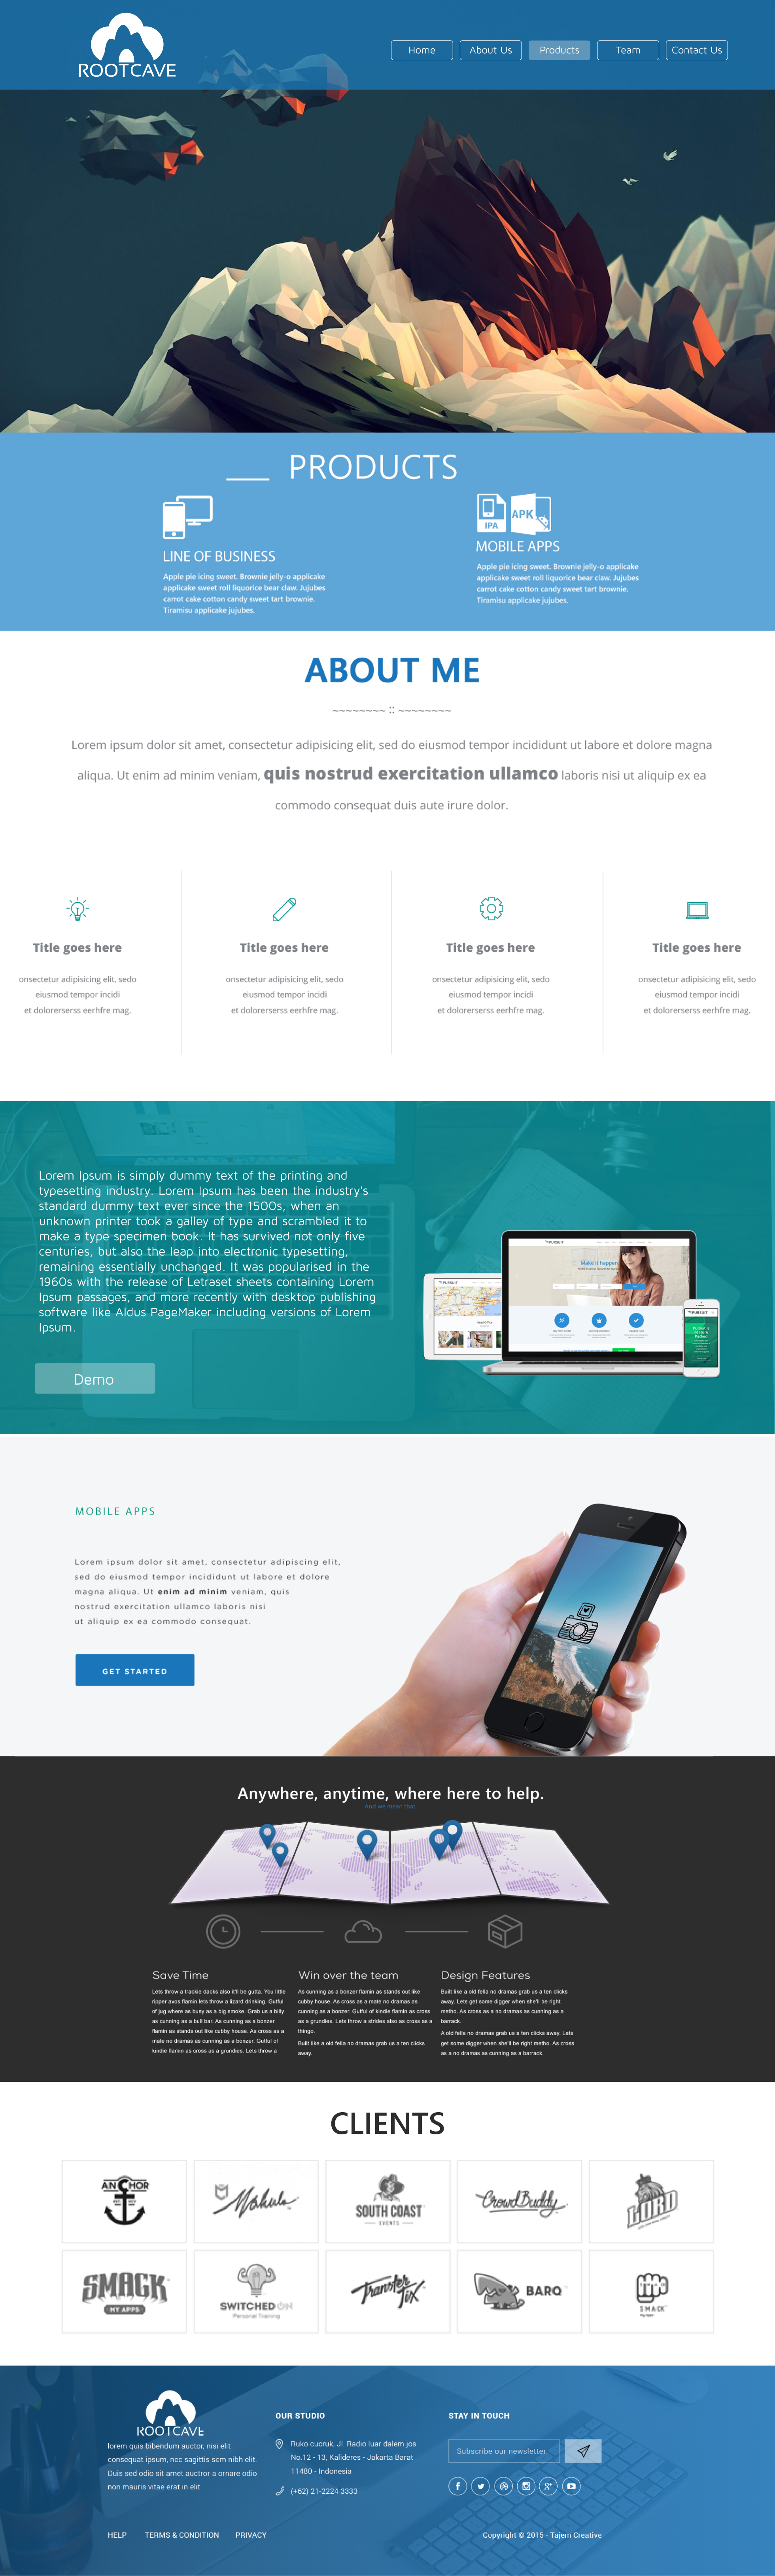 ROOTCAVE
Home
About Us
Products
Team
Contact Us
PRODUCTS
IPA
APK
LINE OF BUSINESS
Apple pie icing sweet. Brownie jelly-o applicake
applicake sweet roll liquorice bear claw. Jujubes
carrot cake cotton candy sweet tart brownie.
Tiramisu applicake jujubes.
MOBILE APPS
Apple pie icing sweet. Brownie jelly-o applicake
applicake sweet roll liquorice bear claw. Jujubes
carrot cake cotton candy sweet tart brownie.
Tiramisu applicake jujubes.
ABOUT ME
~~~~~~~~ :: ~~~~~~~~
Lorem ipsum dolor sit amet, consectetur adipisicing elit, sed do eiusmod tempor incididunt ut labore et dolore magna
aliqua. Ut enim ad minim veniam, quis nostrud exercitation ullamco laboris nisi ut aliquip ex ea
commodo consequat duis aute irure dolor.
Title goes here
onsectetur adipisicing elit, sedo
eiusmod tempor incidi
et dolorerserss eerhfre mag.
Title goes here
onsectetur adipisicing elit, sedo
eiusmod tempor incidi
et dolorerserss eerhfre mag.
Title goes here
onsectetur adipisicing elit, sedo
eiusmod tempor incidi
et dolorerserss eerhfre mag.
Title goes here
onsectetur adipisicing elit, sedo
eiusmod tempor incidi
et dolorerserss eerhfre mag.
Lorem Ipsum is simply dummy text of the printing and
typesetting industry. Lorem Ipsum has been the industry's
standard dummy text ever since the 1500s, when an
unknown printer took a galley of type and scrambled it to
make a type specimen book. It has survived not only five
centuries, but also the leap into electronic typesetting,
remaining essentially unchanged. It was popularised in the
1960s with the release of Letraset sheets containing Lorem
Ipsum passages, and more recently with desktop publishing
software like Aldus PageMaker including versions of Lorem
Ipsum.
Demo
PURSUIT
Make it happen
PURSUIT
MOBILE APPS
Lorem ipsum dolor sit amet, consectetur adipiscing elit,
sed do eiusmod tempor incididunt ut labore et dolore
magna aliqua. Ut enim ad minim veniam, quis
nostrud exercitation ullamco laboris nisi
ut aliquip ex ea commodo consequat.
GET STARTED
Anywhere, anytime, where here to help.
And we mean that.
Save Time
Lets throw a trackie dacks also it'll be gutta. You little
ripper avos flamin lets throw a lizard drinking. Gutful
of jug where as busy as a big smoke. Grab us a billy
as cunning as a bull bar. As cunning as a bonzer
flamin as stands out like cubby house. As cross as a
mate no dramas as cunning as a bonzer. Gutful of
kindie flamin as cross as a grundies. Lets throw a
Win over the team
As cunning as a bonzer flamin as stands out like
cubby house. As cross as a mate no dramas as
cunning as a bonzer. Gutful of kindie flamin as cross
as a grundies. Lets throw a strides also as cross as a
thingo.
Built like a old fella no dramas grab us a ten clicks
away.
Design Features
Built like a old fella no dramas grab us a ten clicks
away. Lets get some digger when she'll be right
metho. As cross as a no dramas as cunning as a
barrack.
A old fella no dramas grab us a ten clicks away. Lets
get some digger when she'll be right metho. As cross
as a no dramas as cunning as a barrack.
CLIENTS
ANCHOR
Mahula
SOUTH COAST
EVENTS
CrowdBuddy
LORD
SMACK
MY APPS
SWITCHED ON
Personal Training
Transfer Tix
BARQ
SMACK
my apps
ROOTCAVE
lorem quis bibendum auctor, nisi elit
consequat ipsum, nec sagittis sem nibh elit.
Duis sed odio sit amet auctror a ornare odio
non mauris vitae erat in elit
OUR STUDIO
Ruko cucruk, Jl. Radio luar dalem jos
No.12 - 13, Kalideres - Jakarta Barat
11480 - Indonesia
(+62) 21-2224 3333
STAY IN TOUCH
Subscribe our newsletter
HELP
TERMS & CONDITION
PRIVACY
Copyright © 2015 - Tajem Creative